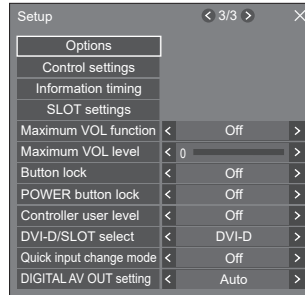 Setup < 3/3 > ×
Options
Control settings
Information timing
SLOT settings
Maximum VOL function < Off >
Maximum VOL level < 0 >
Button lock < Off >
POWER button lock < Off >
Controller user level < Off >
DVI-D/SLOT select < DVI-D >
Quick input change mode < Off >
DIGITAL AV OUT setting < Auto >